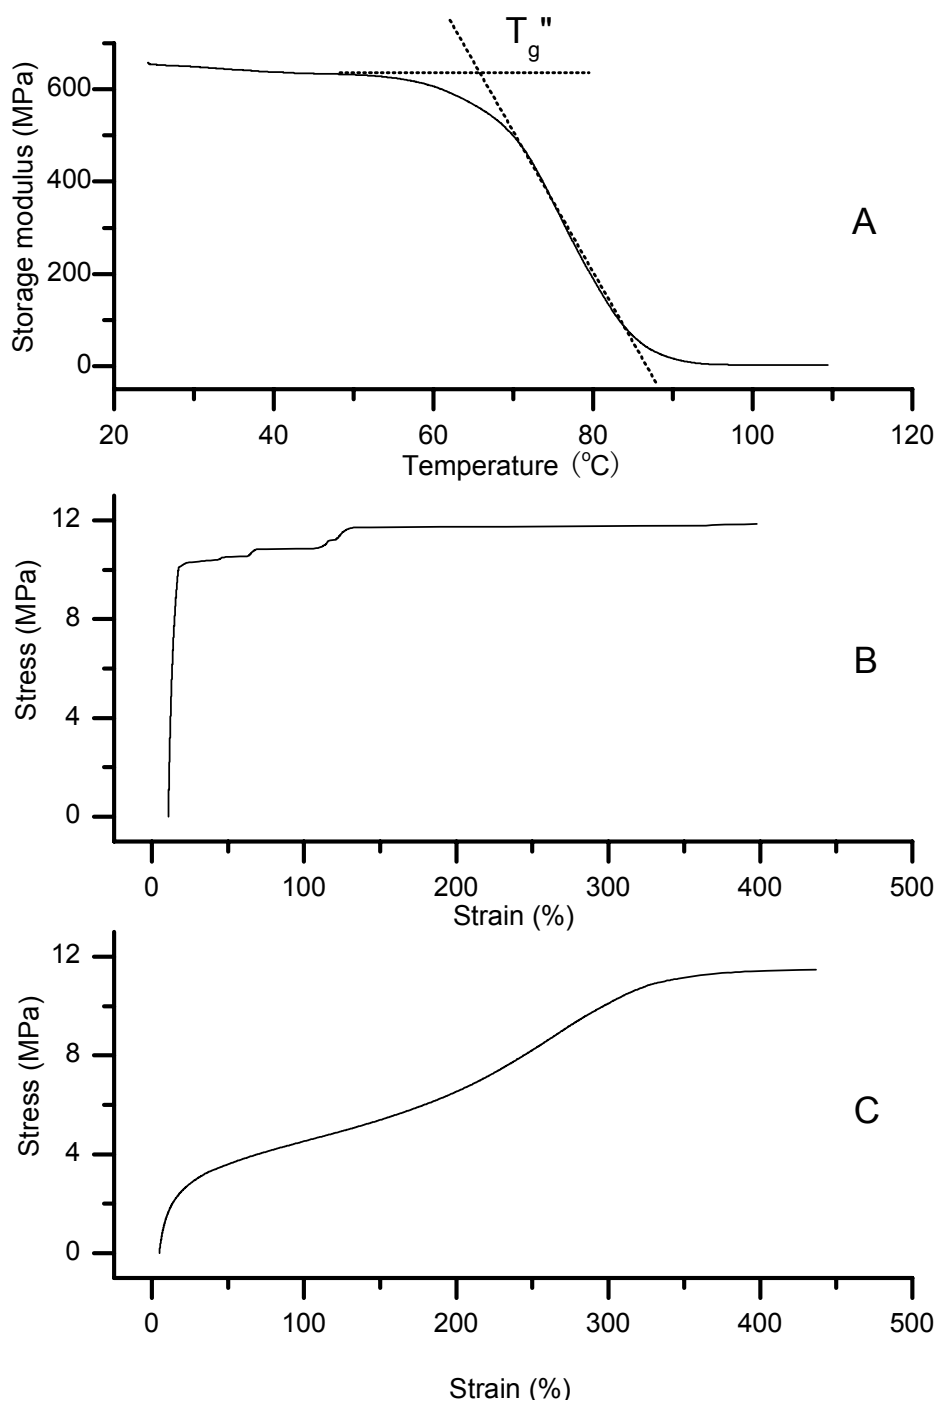 Tg"
Storage modulus (MPa)
600
400
200
0
A
20 40 60 80 100 120
Temperature (°C)
Stress (MPa)
12
8
4
0
B
0 100 200 300 400 500
Strain (%)
Stress (MPa)
12
8
4
0
C
0 100 200 300 400 500
Strain (%)